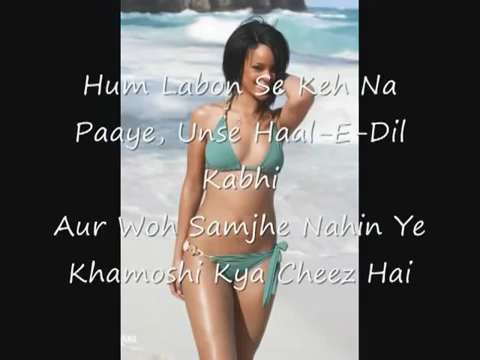 Hum Labon Se Keh Na
Paaye, Unse Haal-E-Dil
Kabhi
Aur Woh Samjhe Nahin Ye
Khamoshi Kya Cheez Hai